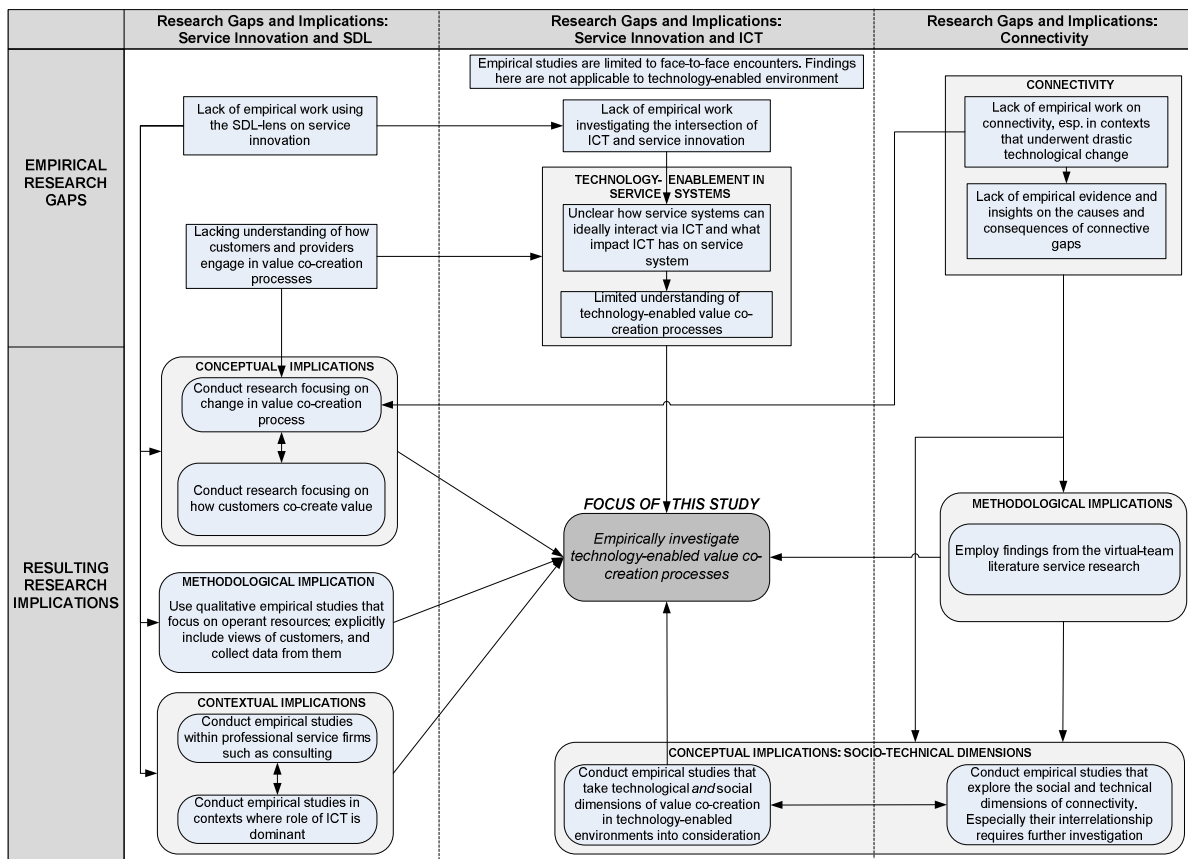 Research Gaps and Implications:
Service Innovation and SDL
Research Gaps and Implications:
Service Innovation and ICT
Research Gaps and Implications:
Connectivity
EMPIRICAL
RESEARCH
GAPS
Lack of empirical work using
the SDL-lens on service
innovation
Lacking understanding of how
customers and providers
engage in value co-creation
processes
Empirical studies are limited to face-to-face encounters. Findings
here are not applicable to technology-enabled environment
Lack of empirical work
investigating the intersection of
ICT and service innovation
TECHNOLOGY- ENABLEMENT IN
SERVICE SYSTEMS
Unclear how service systems can
ideally interact via ICT and what
impact ICT has on service
system
Limited understanding of
technology-enabled value co-
creation processes
CONNECTIVITY
Lack of empirical work on
connectivity, esp. in contexts
that underwent drastic
technological change
Lack of empirical evidence and
insights on the causes and
consequences of connective
gaps
RESULTING
RESEARCH
IMPLICATIONS
CONCEPTUAL IMPLICATIONS
Conduct research focusing on
change in value co-creation
process
Conduct research focusing on
how customers co-create value
METHODOLOGICAL IMPLICATION
Use qualitative empirical studies that
focus on operant resources; explicitly
include views of customers, and
collect data from them
CONTEXTUAL IMPLICATIONS
Conduct empirical studies
within professional service firms
such as consulting
Conduct empirical studies in
contexts where role of ICT is
dominant
FOCUS OF THIS STUDY
Empirically investigate
technology-enabled value co-
creation processes
METHODOLOGICAL IMPLICATIONS
Employ findings from the virtual-team
literature service research
CONCEPTUAL IMPLICATIONS: SOCIO-TECHNICAL DIMENSIONS
Conduct empirical studies that
take technological and social
dimensions of value co-creation
in technology-enabled
environments into consideration
Conduct empirical studies that
explore the social and technical
dimensions of connectivity.
Especially their interrelationship
requires further investigation